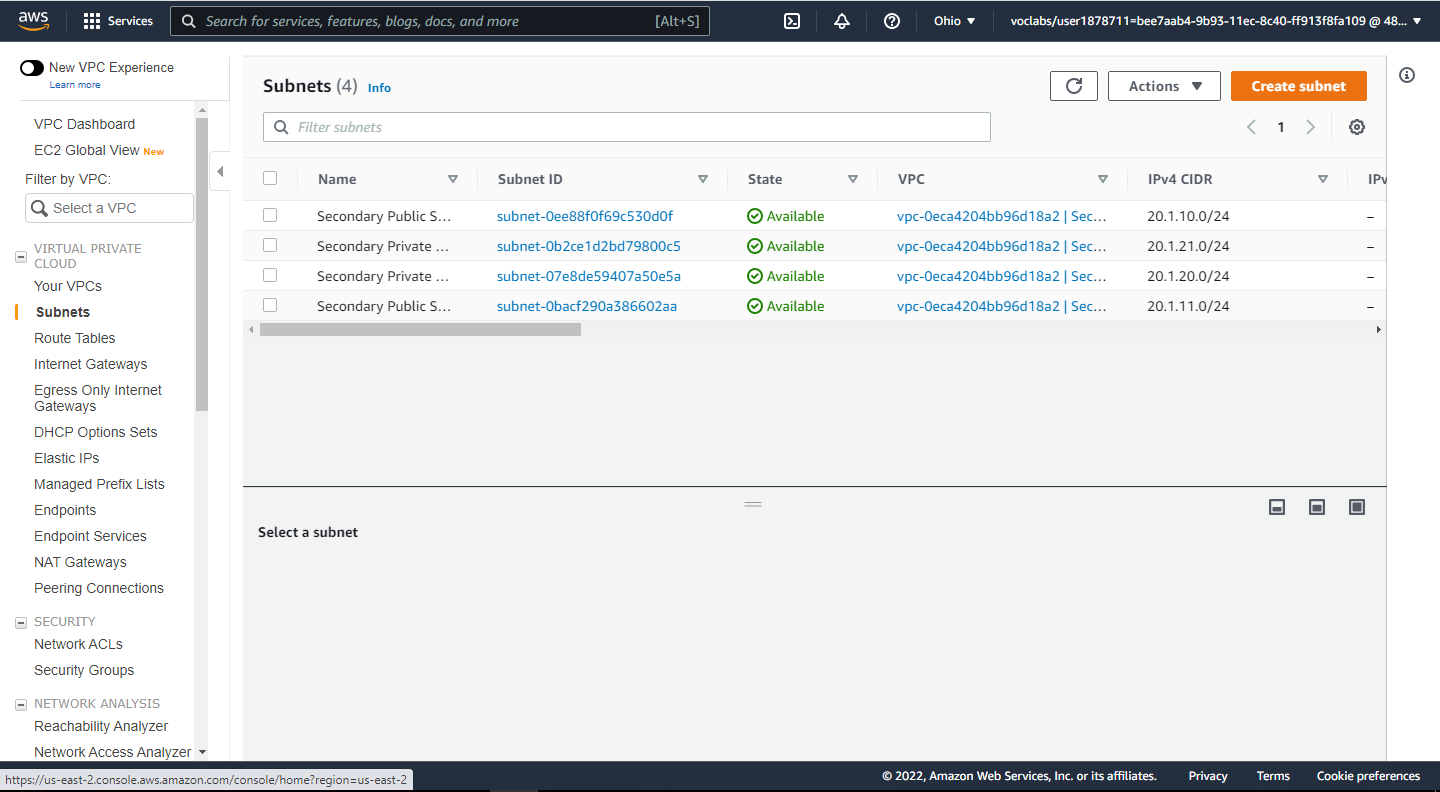 aws
Services
Search for services, features, blogs, docs, and more
[Alt+S]
Ohio
voclabs/user1878711=bee7aab4-9b93-11ec-8c40-ff913f8fa109 @ 48...
New VPC Experience
Learn more
VPC Dashboard
EC2 Global View New
Filter by VPC:
Select a VPC
VIRTUAL PRIVATE
CLOUD
Your VPCs
Subnets
Route Tables
Internet Gateways
Egress Only Internet
Gateways
DHCP Options Sets
Elastic IPs
Managed Prefix Lists
Endpoints
Endpoint Services
NAT Gateways
Peering Connections
SECURITY
Network ACLs
Security Groups
NETWORK ANALYSIS
Reachability Analyzer
Network Access Analyzer
Subnets (4) Info
Actions
Create subnet
Filter subnets
1
Name Subnet ID State VPC IPv4 CIDR IPv
Secondary Public S... subnet-0ee88f0f69c530d0f Available vpc-0eca4204bb96d18a2 | Sec... 20.1.10.0/24 –
Secondary Private ... subnet-0b2ce1d2bd79800c5 Available vpc-0eca4204bb96d18a2 | Sec... 20.1.21.0/24 –
Secondary Private ... subnet-07e8de59407a50e5a Available vpc-0eca4204bb96d18a2 | Sec... 20.1.20.0/24 –
Secondary Public S... subnet-0bacf290a386602aa Available vpc-0eca4204bb96d18a2 | Sec... 20.1.11.0/24 –
Select a subnet
https://us-east-2.console.aws.amazon.com/console/home?region=us-east-2
© 2022, Amazon Web Services, Inc. or its affiliates. Privacy Terms Cookie preferences